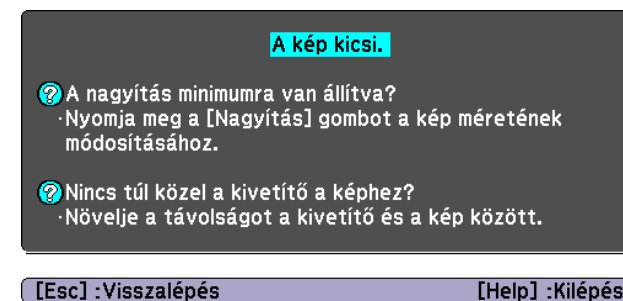 A kép kicsi.
A nagyítás minimumra van állítva?
·Nyomja meg a [Nagyítás] gombot a kép méretének
módosításához.
Nincs túl közel a kivetítő a képhez?
·Növelje a távolságot a kivetítő és a kép között.
[Esc] :Visszalépés [Help] :Kilépés